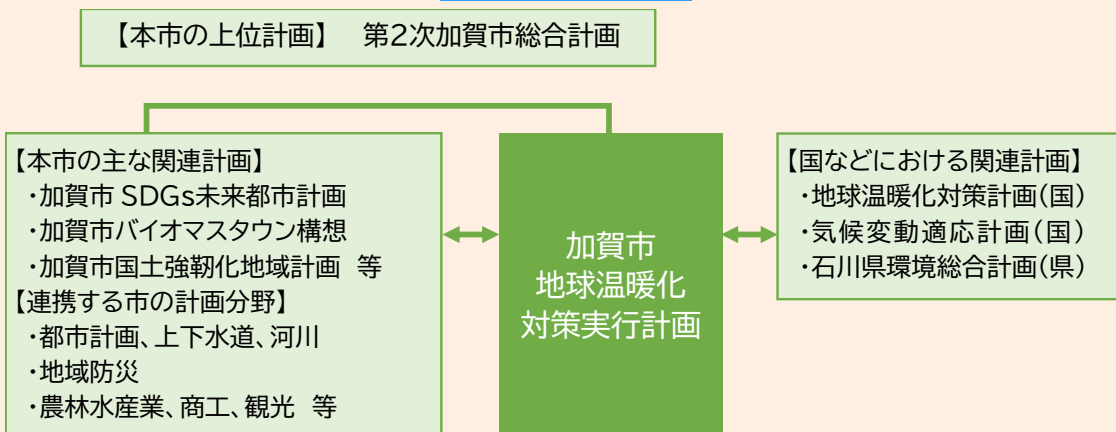 【本市の上位計画】　第2次加賀市総合計画
【本市の主な関連計画】
・加賀市 SDGs未来都市計画
・加賀市バイオマスタウン構想
・加賀市国土強靭化地域計画　等
【連携する市の計画分野】
・都市計画、上下水道、河川
・地域防災
・農林水産業、商工、観光　等
加賀市
地球温暖化
対策実行計画
【国などにおける関連計画】
・地球温暖化対策計画(国)
・気候変動適応計画(国)
・石川県環境総合計画(県)